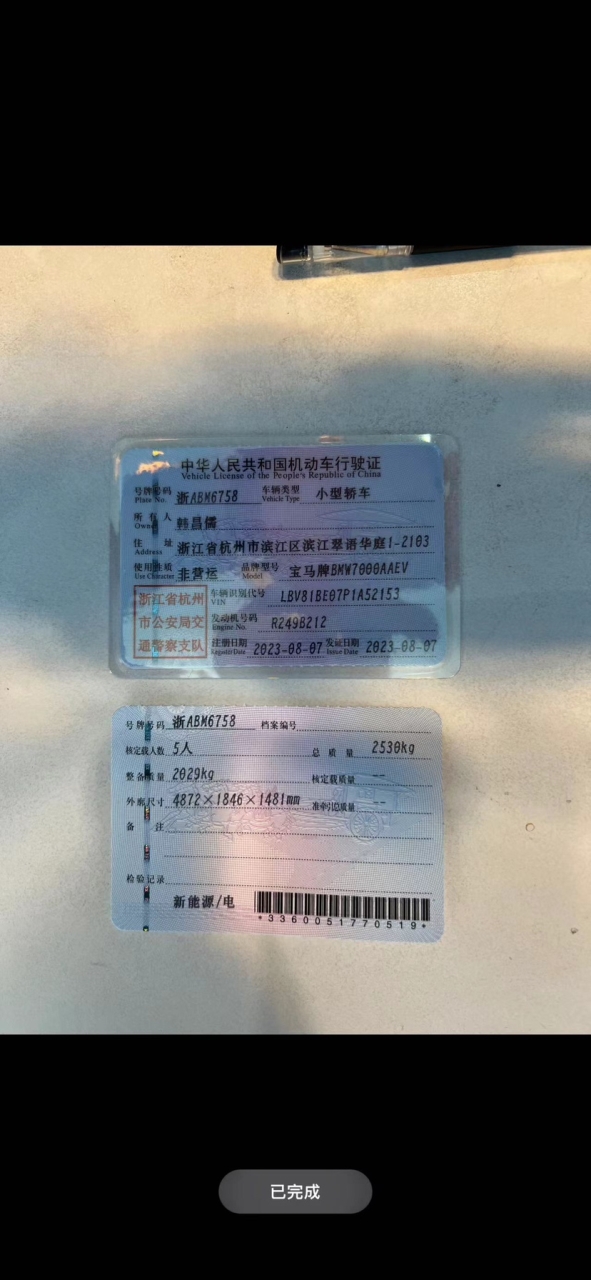 中华人民共和国机动车行驶证
Vehicle License of the People's Republic of China
号牌号码 浙ABM6758 车辆类型 小型轿车
Plate No. Vehicle Type
所有人 韩昌儒
Owner
住址 浙江省杭州市滨江区滨江翠语华庭1-2103
Address
使用性质 非营运 品牌型号 宝马牌BMW7000AAEV
Use Character Model
浙江省杭州 车辆识别代号 LBV81BE07P1A52153
VIN
市公安局交 发动机号码 R249B212
Engine No.
通警察支队 注册日期 2023-08-07 发证日期 2023-08-07
Register Date Issue Date
号牌号码 浙ABM6758 档案编号
核定载人数 5人 总质量 2530kg
整备质量 2029kg 核定载质量 --
外廓尺寸 4872×1846×1481mm 准牵引总质量 --
备注
检验记录
新能源/电
*3360051770519*
已完成